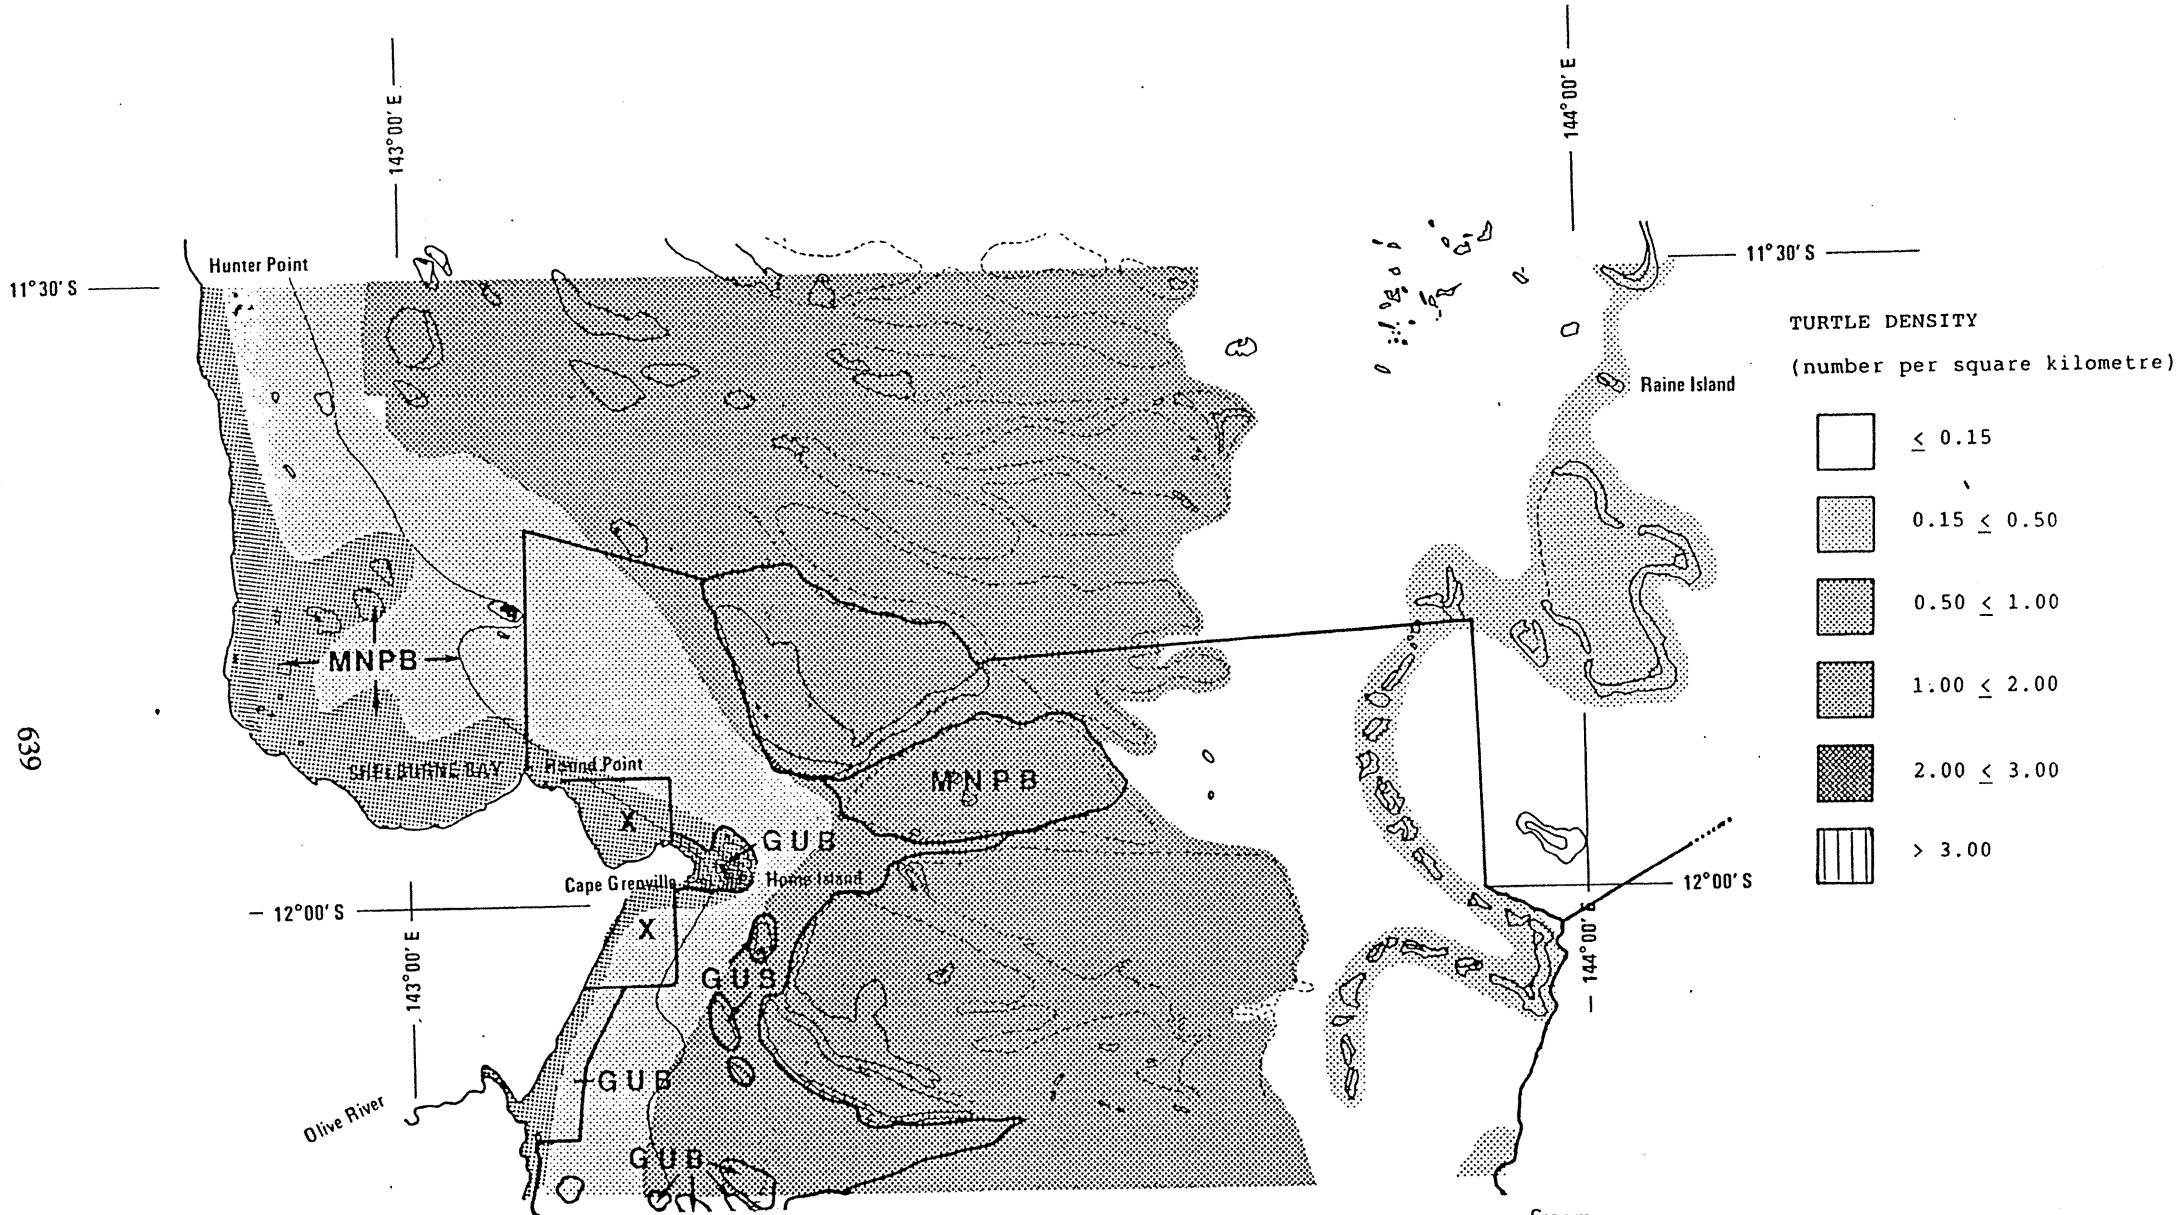 143°00' E
144°00' E
Hunter Point
11°30' S
11°30' S
TURTLE DENSITY
(number per square kilometre)
Raine Island
≤ 0.15
0.15 ≤ 0.50
0.50 ≤ 1.00
1.00 ≤ 2.00
2.00 ≤ 3.00
> 3.00
MNPB
639
SHELBURNE BAY
Round Point
MNPB
X
GUB
Cape Grenville
Home Island
12°00' S
12°00' S
X
143°00' E
144°00' E
GUB
GUB
Olive River
GUB